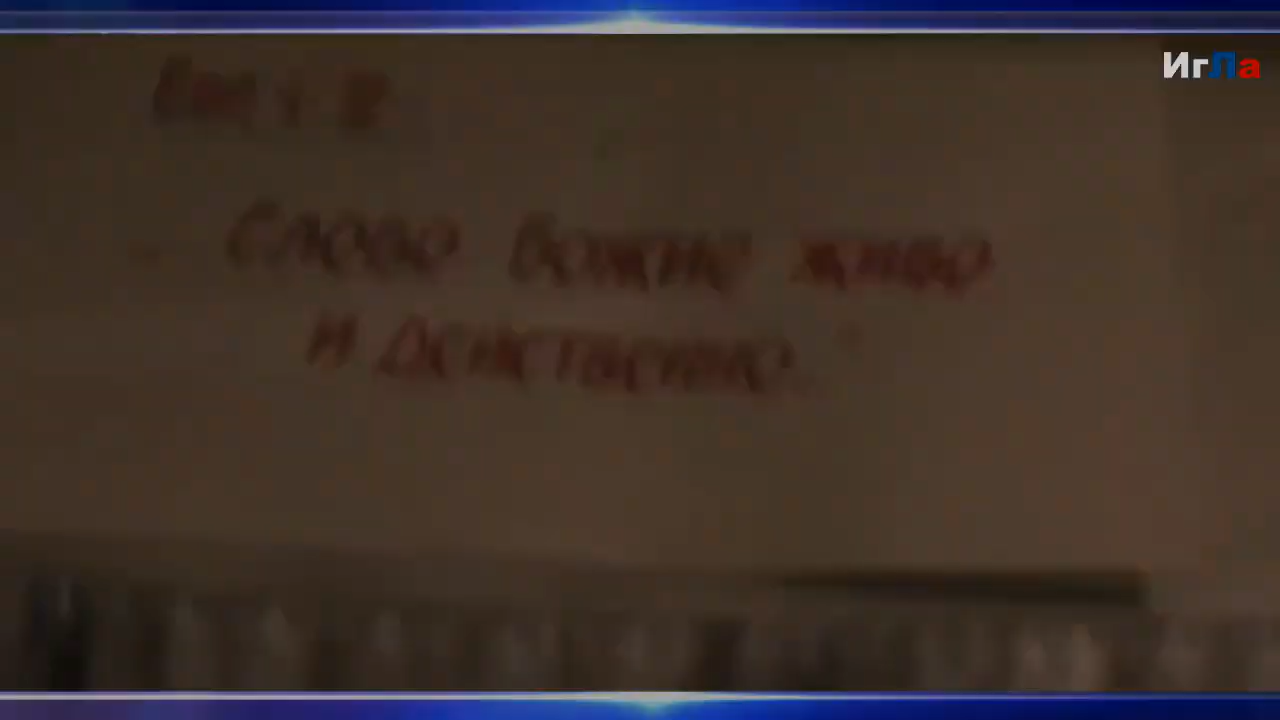 ИгЛа
Слово Божие живо
и действенно..."